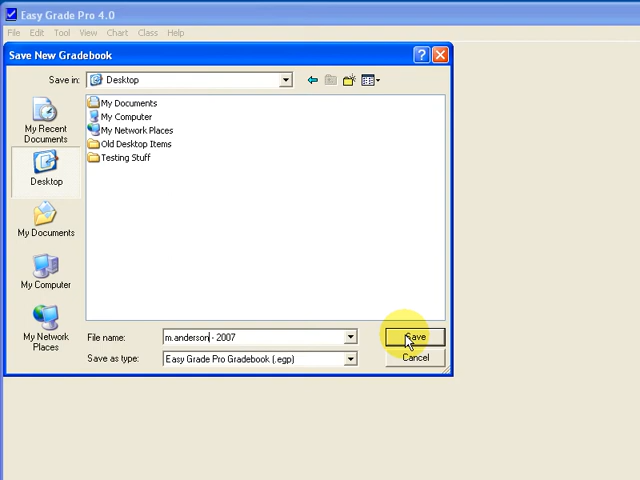 Easy Grade Pro 4.0
File Edit Tool View Chart Class Help
Save New Gradebook
Save in: Desktop
My Recent Documents
Desktop
My Documents
My Computer
My Network Places
My Documents
My Computer
My Network Places
Old Desktop Items
Testing Stuff
File name: m.anderson - 2007 Save
Save as type: Easy Grade Pro Gradebook (.egp) Cancel